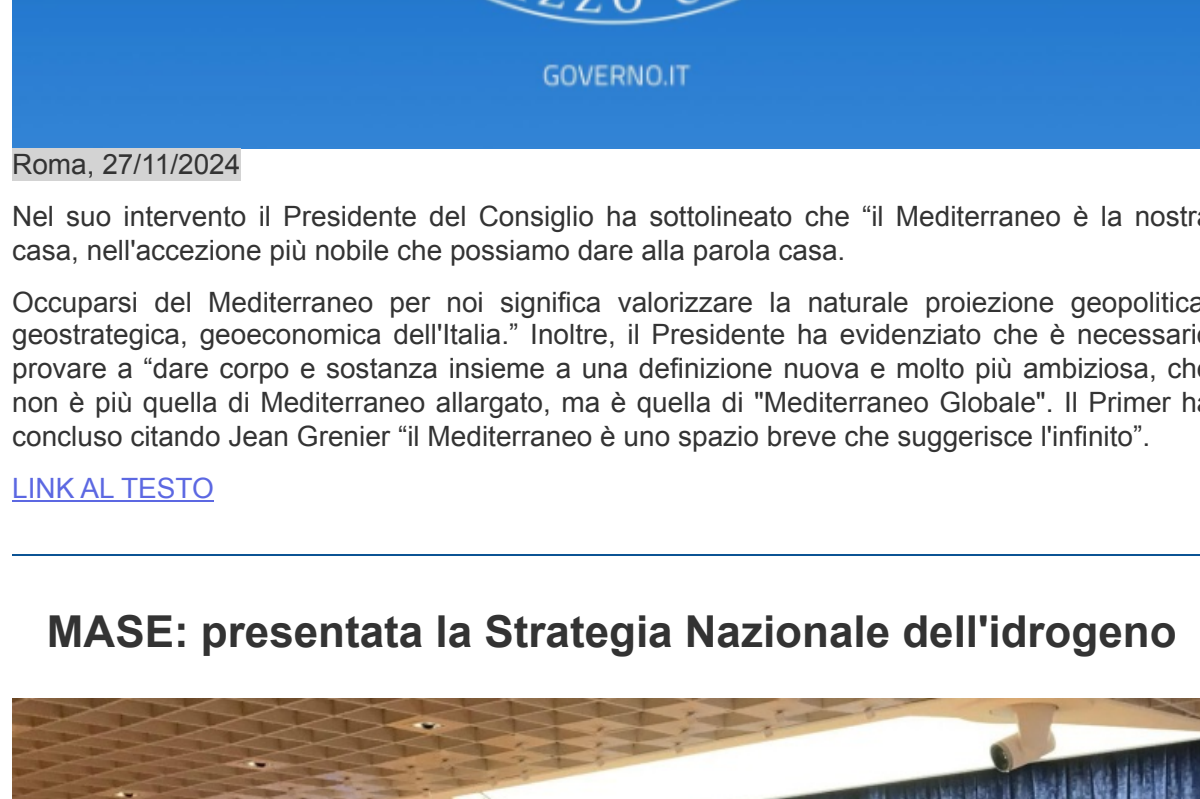 GOVERNO.IT
Roma, 27/11/2024
Nel suo intervento il Presidente del Consiglio ha sottolineato che “il Mediterraneo è la nostra
casa, nell'accezione più nobile che possiamo dare alla parola casa.
Occuparsi del Mediterraneo per noi significa valorizzare la naturale proiezione geopolitica
geostrategica, geoeconomica dell'Italia.” Inoltre, il Presidente ha evidenziato che è necessario
provare a “dare corpo e sostanza insieme a una definizione nuova e molto più ambiziosa, che
non è più quella di Mediterraneo allargato, ma è quella di "Mediterraneo Globale". Il Primer ha
concluso citando Jean Grenier “il Mediterraneo è uno spazio breve che suggerisce l'infinito”.
LINK AL TESTO
MASE: presentata la Strategia Nazionale dell'idrogeno